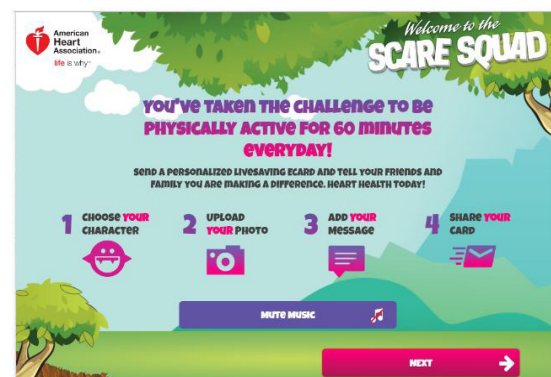 American
Heart
Association®
life is why™
Welcome to the
SCARE SQUAD
YOU'VE TAKEN THE CHALLENGE TO BE
PHYSICALLY ACTIVE FOR 60 MINUTES
EVERYDAY!
SEND A PERSONALIZED LIVESAVING ECARD AND TELL YOUR FRIENDS AND
FAMILY YOU ARE MAKING A DIFFERENCE. HEART HEALTH TODAY!
1 CHOOSE YOUR
CHARACTER
2 UPLOAD
YOUR PHOTO
3 ADD YOUR
MESSAGE
4 SHARE YOUR
CARD
MUTE MUSIC
NEXT